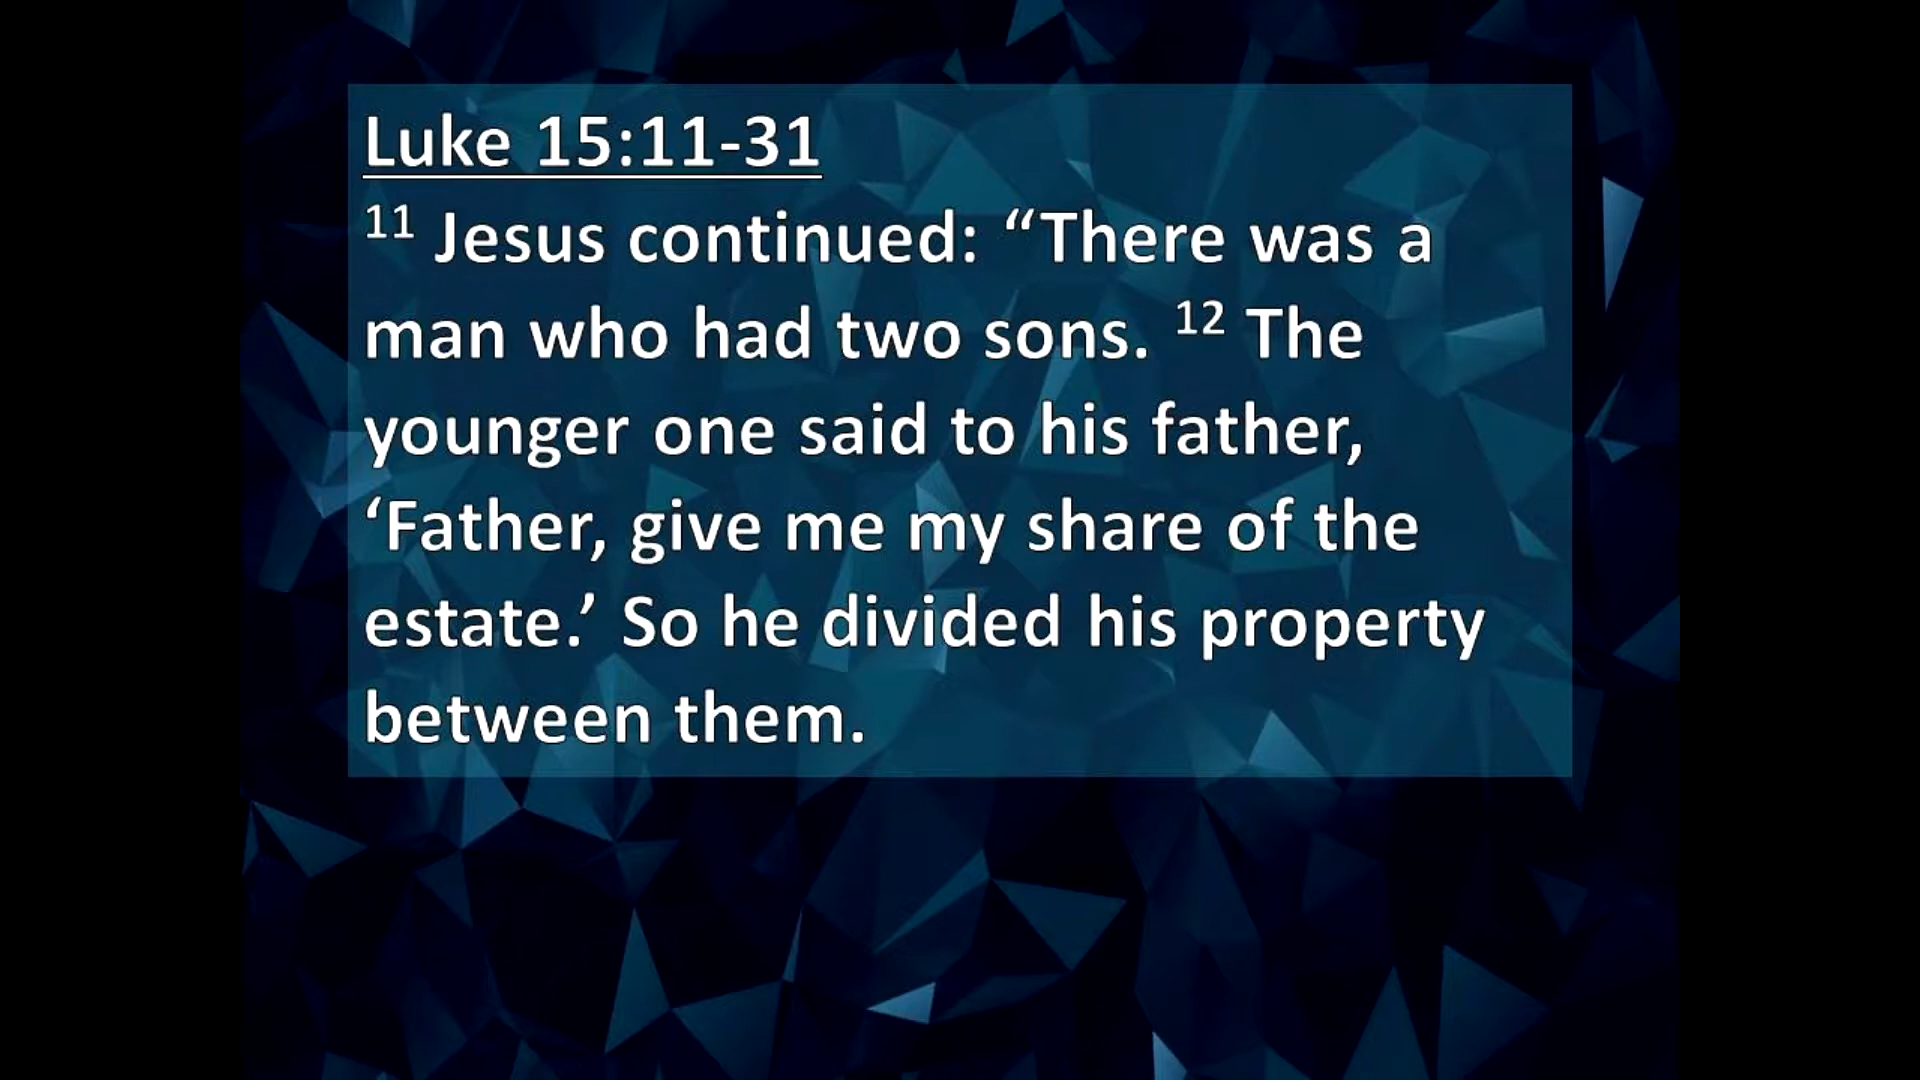 Luke 15:11-31
11 Jesus continued: “There was a
man who had two sons. 12 The
younger one said to his father,
‘Father, give me my share of the
estate.’ So he divided his property
between them.